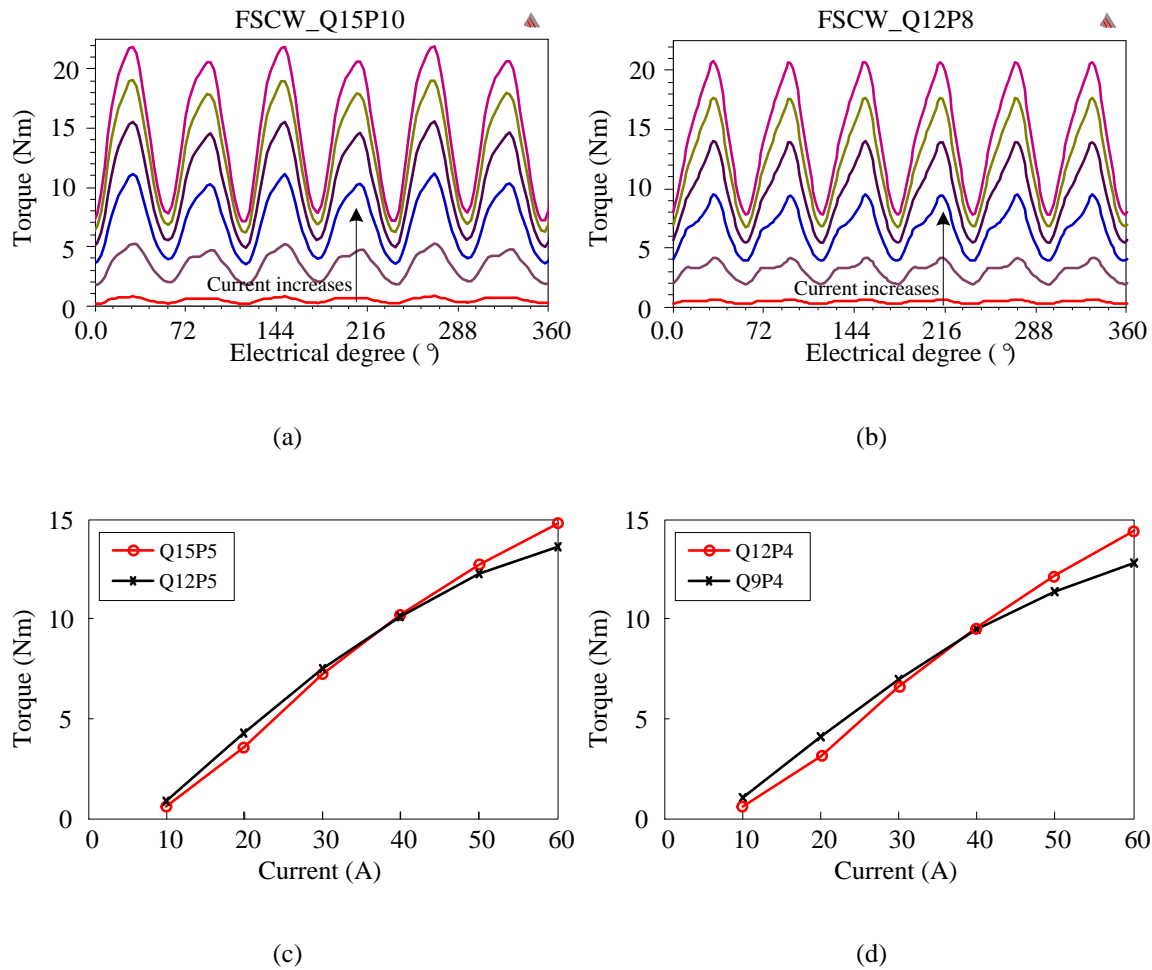 FSCW_Q15P10
Torque (Nm)
20
15
10
5
0
Current increases
0.0 72 144 216 288 360
Electrical degree ( °)
(a)
FSCW_Q12P8
Torque (Nm)
20
15
10
5
0
Current increases
0.0 72 144 216 288 360
Electrical degree ( °)
(b)
Torque (Nm)
15
10
5
0
Q15P5
Q12P5
0 10 20 30 40 50 60
Current (A)
(c)
Torque (Nm)
15
10
5
0
Q12P4
Q9P4
0 10 20 30 40 50 60
Current (A)
(d)